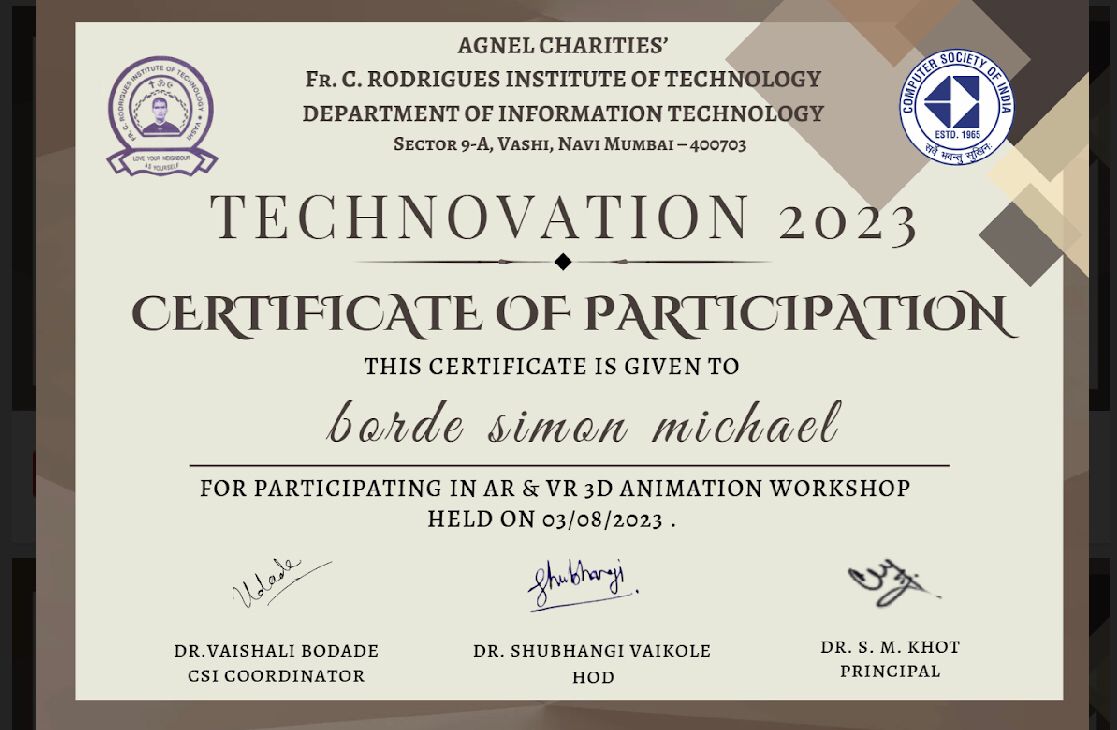 AGNEL CHARITIES’
FR. C. RODRIGUES INSTITUTE OF TECHNOLOGY
DEPARTMENT OF INFORMATION TECHNOLOGY
SECTOR 9-A, VASHI, NAVI MUMBAI – 400703
FR. C. RODRIGUES INSTITUTE OF TECHNOLOGY ★ VASHI ★
LOVE YOUR NEIGHBOUR
AS YOURSELF
COMPUTER SOCIETY OF INDIA
ESTD. 1965
सर्वे भवन्तु सुखिनः
TECHNOVATION 2023
CERTIFICATE OF PARTICIPATION
THIS CERTIFICATE IS GIVEN TO
borde simon michael
FOR PARTICIPATING IN AR & VR 3D ANIMATION WORKSHOP
HELD ON 03/08/2023 .
Udade
Shubhangi
DR.VAISHALI BODADE
DR. SHUBHANGI VAIKOLE
DR. S. M. KHOT
CSI COORDINATOR
HOD
PRINCIPAL